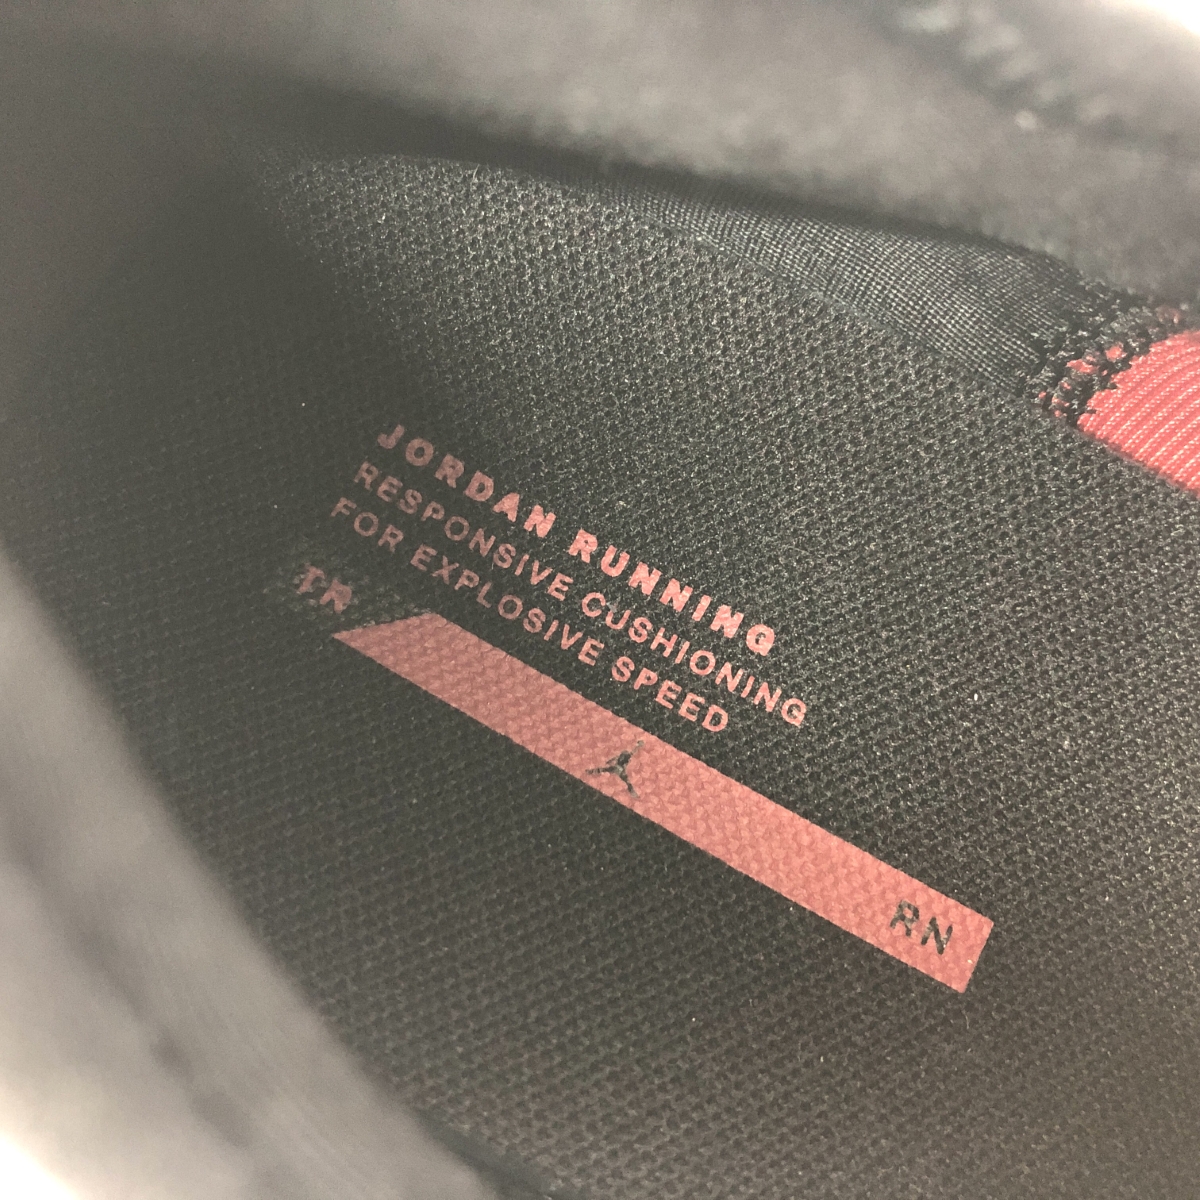 JORDAN RUNNING
RESPONSIVE CUSHIONING
FOR EXPLOSIVE SPEED
TR
RN